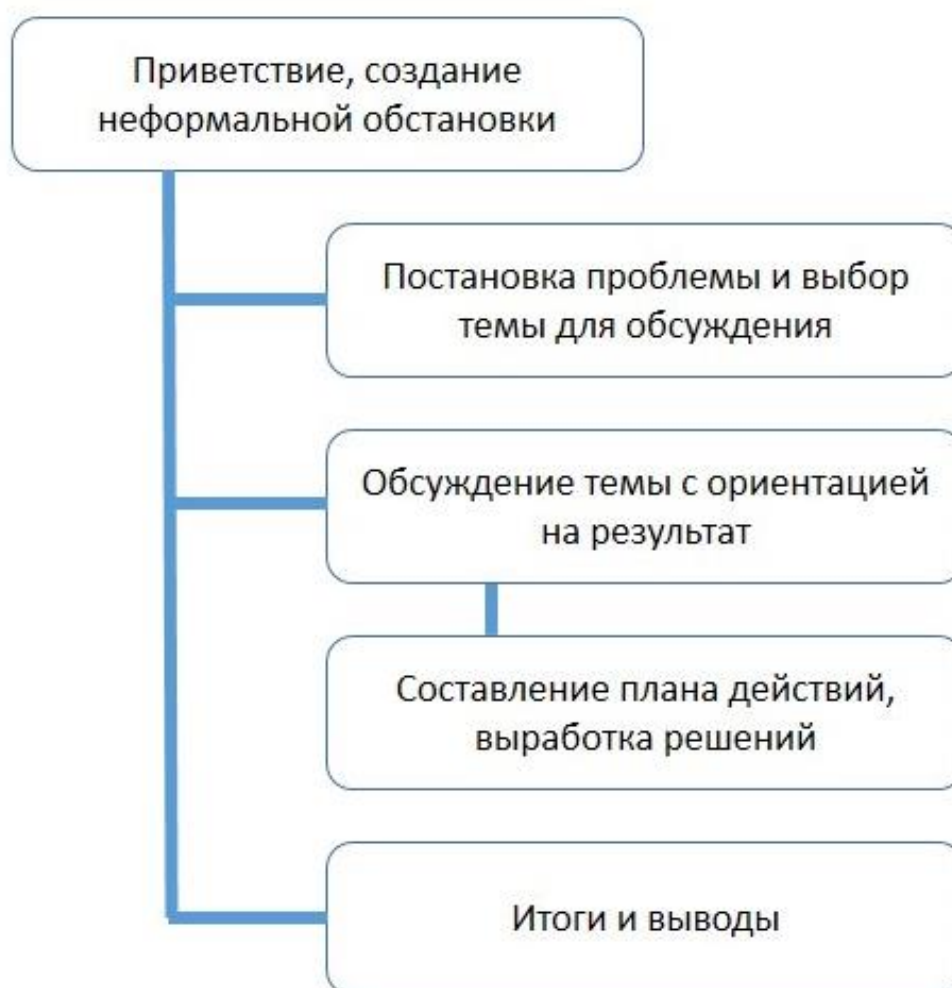 Приветствие, создание
неформальной обстановки
Постановка проблемы и выбор
темы для обсуждения
Обсуждение темы с ориентацией
на результат
Составление плана действий,
выработка решений
Итоги и выводы